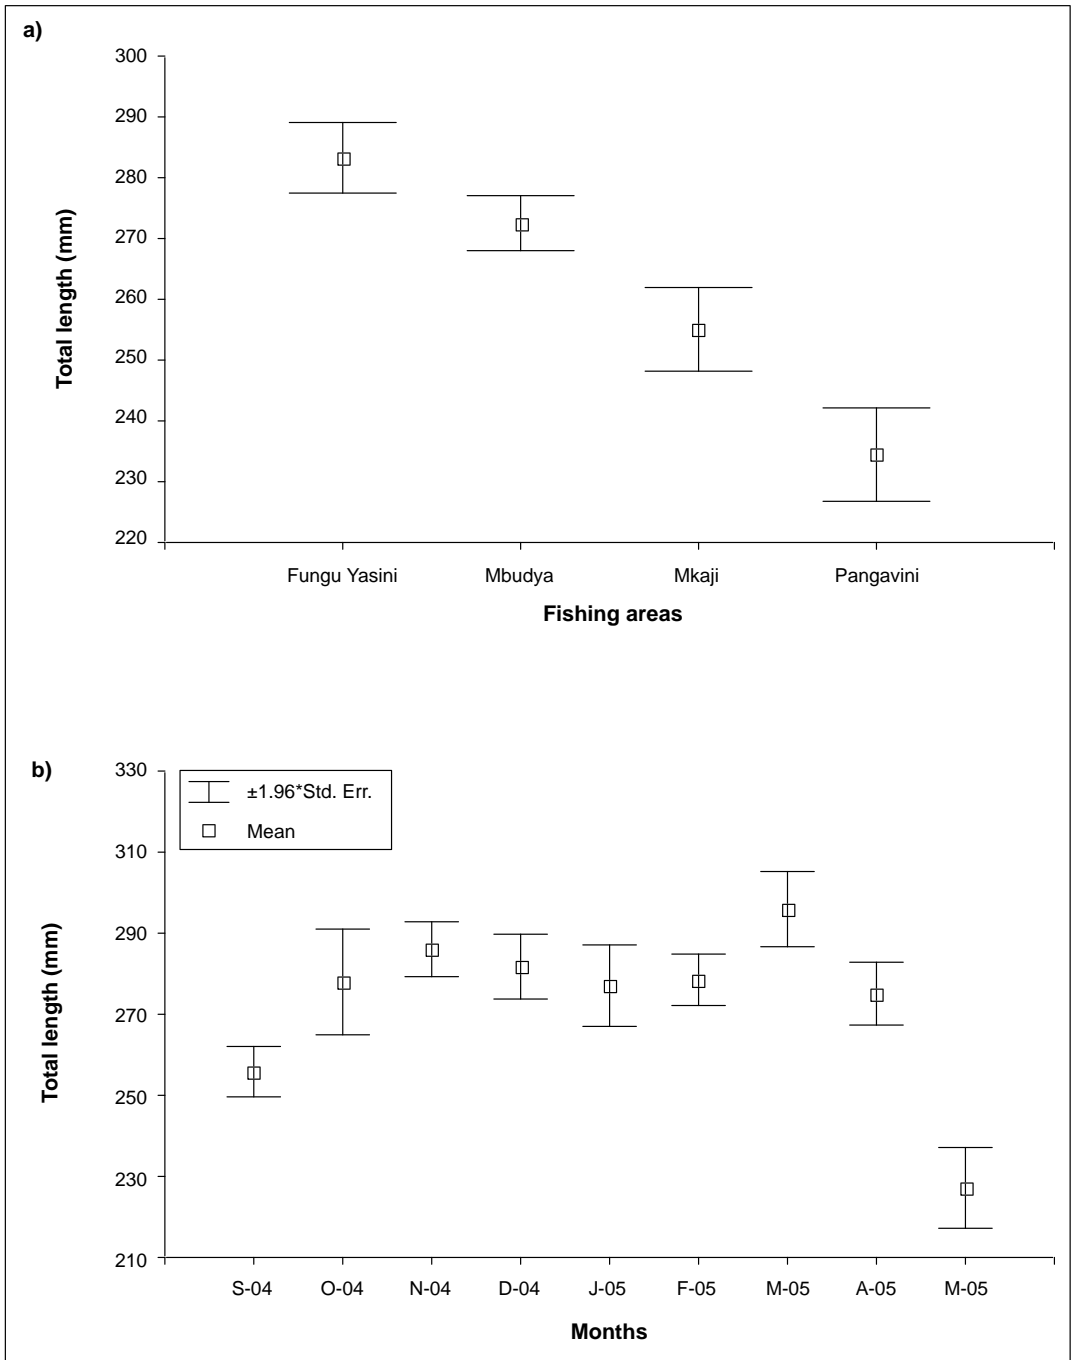 a)
300
290
280
270
260
250
240
230
220
Total length (mm)
Fungu Yasini Mbudya Mkaji Pangavini
Fishing areas
b)
330
310
290
270
250
230
210
Total length (mm)
±1.96*Std. Err.
Mean
S-04 O-04 N-04 D-04 J-05 F-05 M-05 A-05 M-05
Months